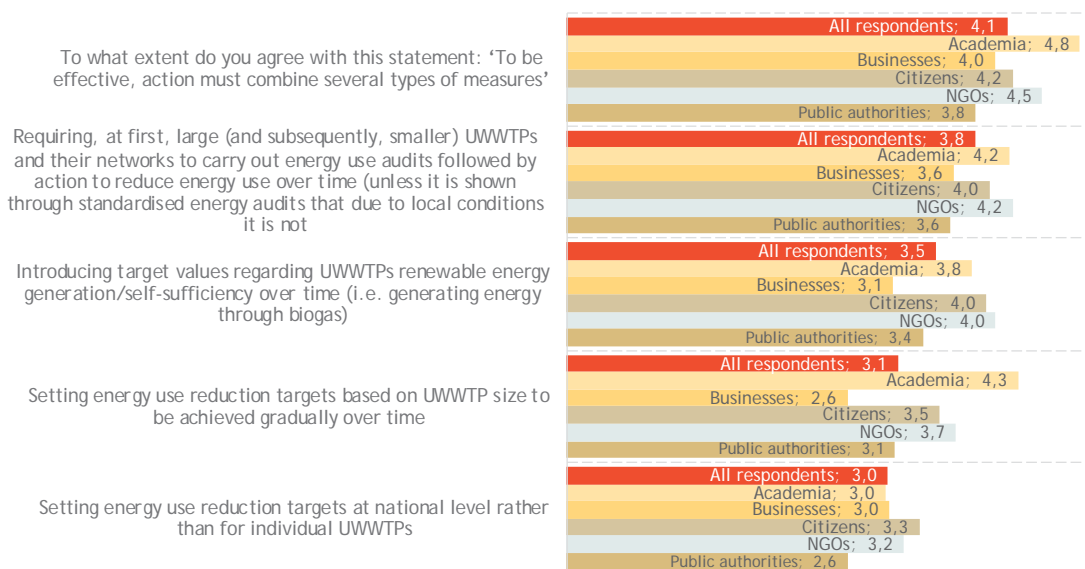 To what extent do you agree with this statement: ‘To be
effective, action must combine several types of measures’
All respondents; 4,1
Academia; 4,8
Businesses; 4,0
Citizens; 4,2
NGOs; 4,5
Public authorities; 3,8
Requiring, at first, large (and subsequently, smaller) UWWTPs
and their networks to carry out energy use audits followed by
action to reduce energy use over time (unless it is shown
through standardised energy audits that due to local conditions
it is not
All respondents; 3,8
Academia; 4,2
Businesses; 3,6
Citizens; 4,0
NGOs; 4,2
Public authorities; 3,6
Introducing target values regarding UWWTPs renewable energy
generation/self-sufficiency over time (i.e. generating energy
through biogas)
All respondents; 3,5
Academia; 3,8
Businesses; 3,1
Citizens; 4,0
NGOs; 4,0
Public authorities; 3,4
Setting energy use reduction targets based on UWWTP size to
be achieved gradually over time
All respondents; 3,1
Academia; 4,3
Businesses; 2,6
Citizens; 3,5
NGOs; 3,7
Public authorities; 3,1
Setting energy use reduction targets at national level rather
than for individual UWWTPs
All respondents; 3,0
Academia; 3,0
Businesses; 3,0
Citizens; 3,3
NGOs; 3,2
Public authorities; 2,6